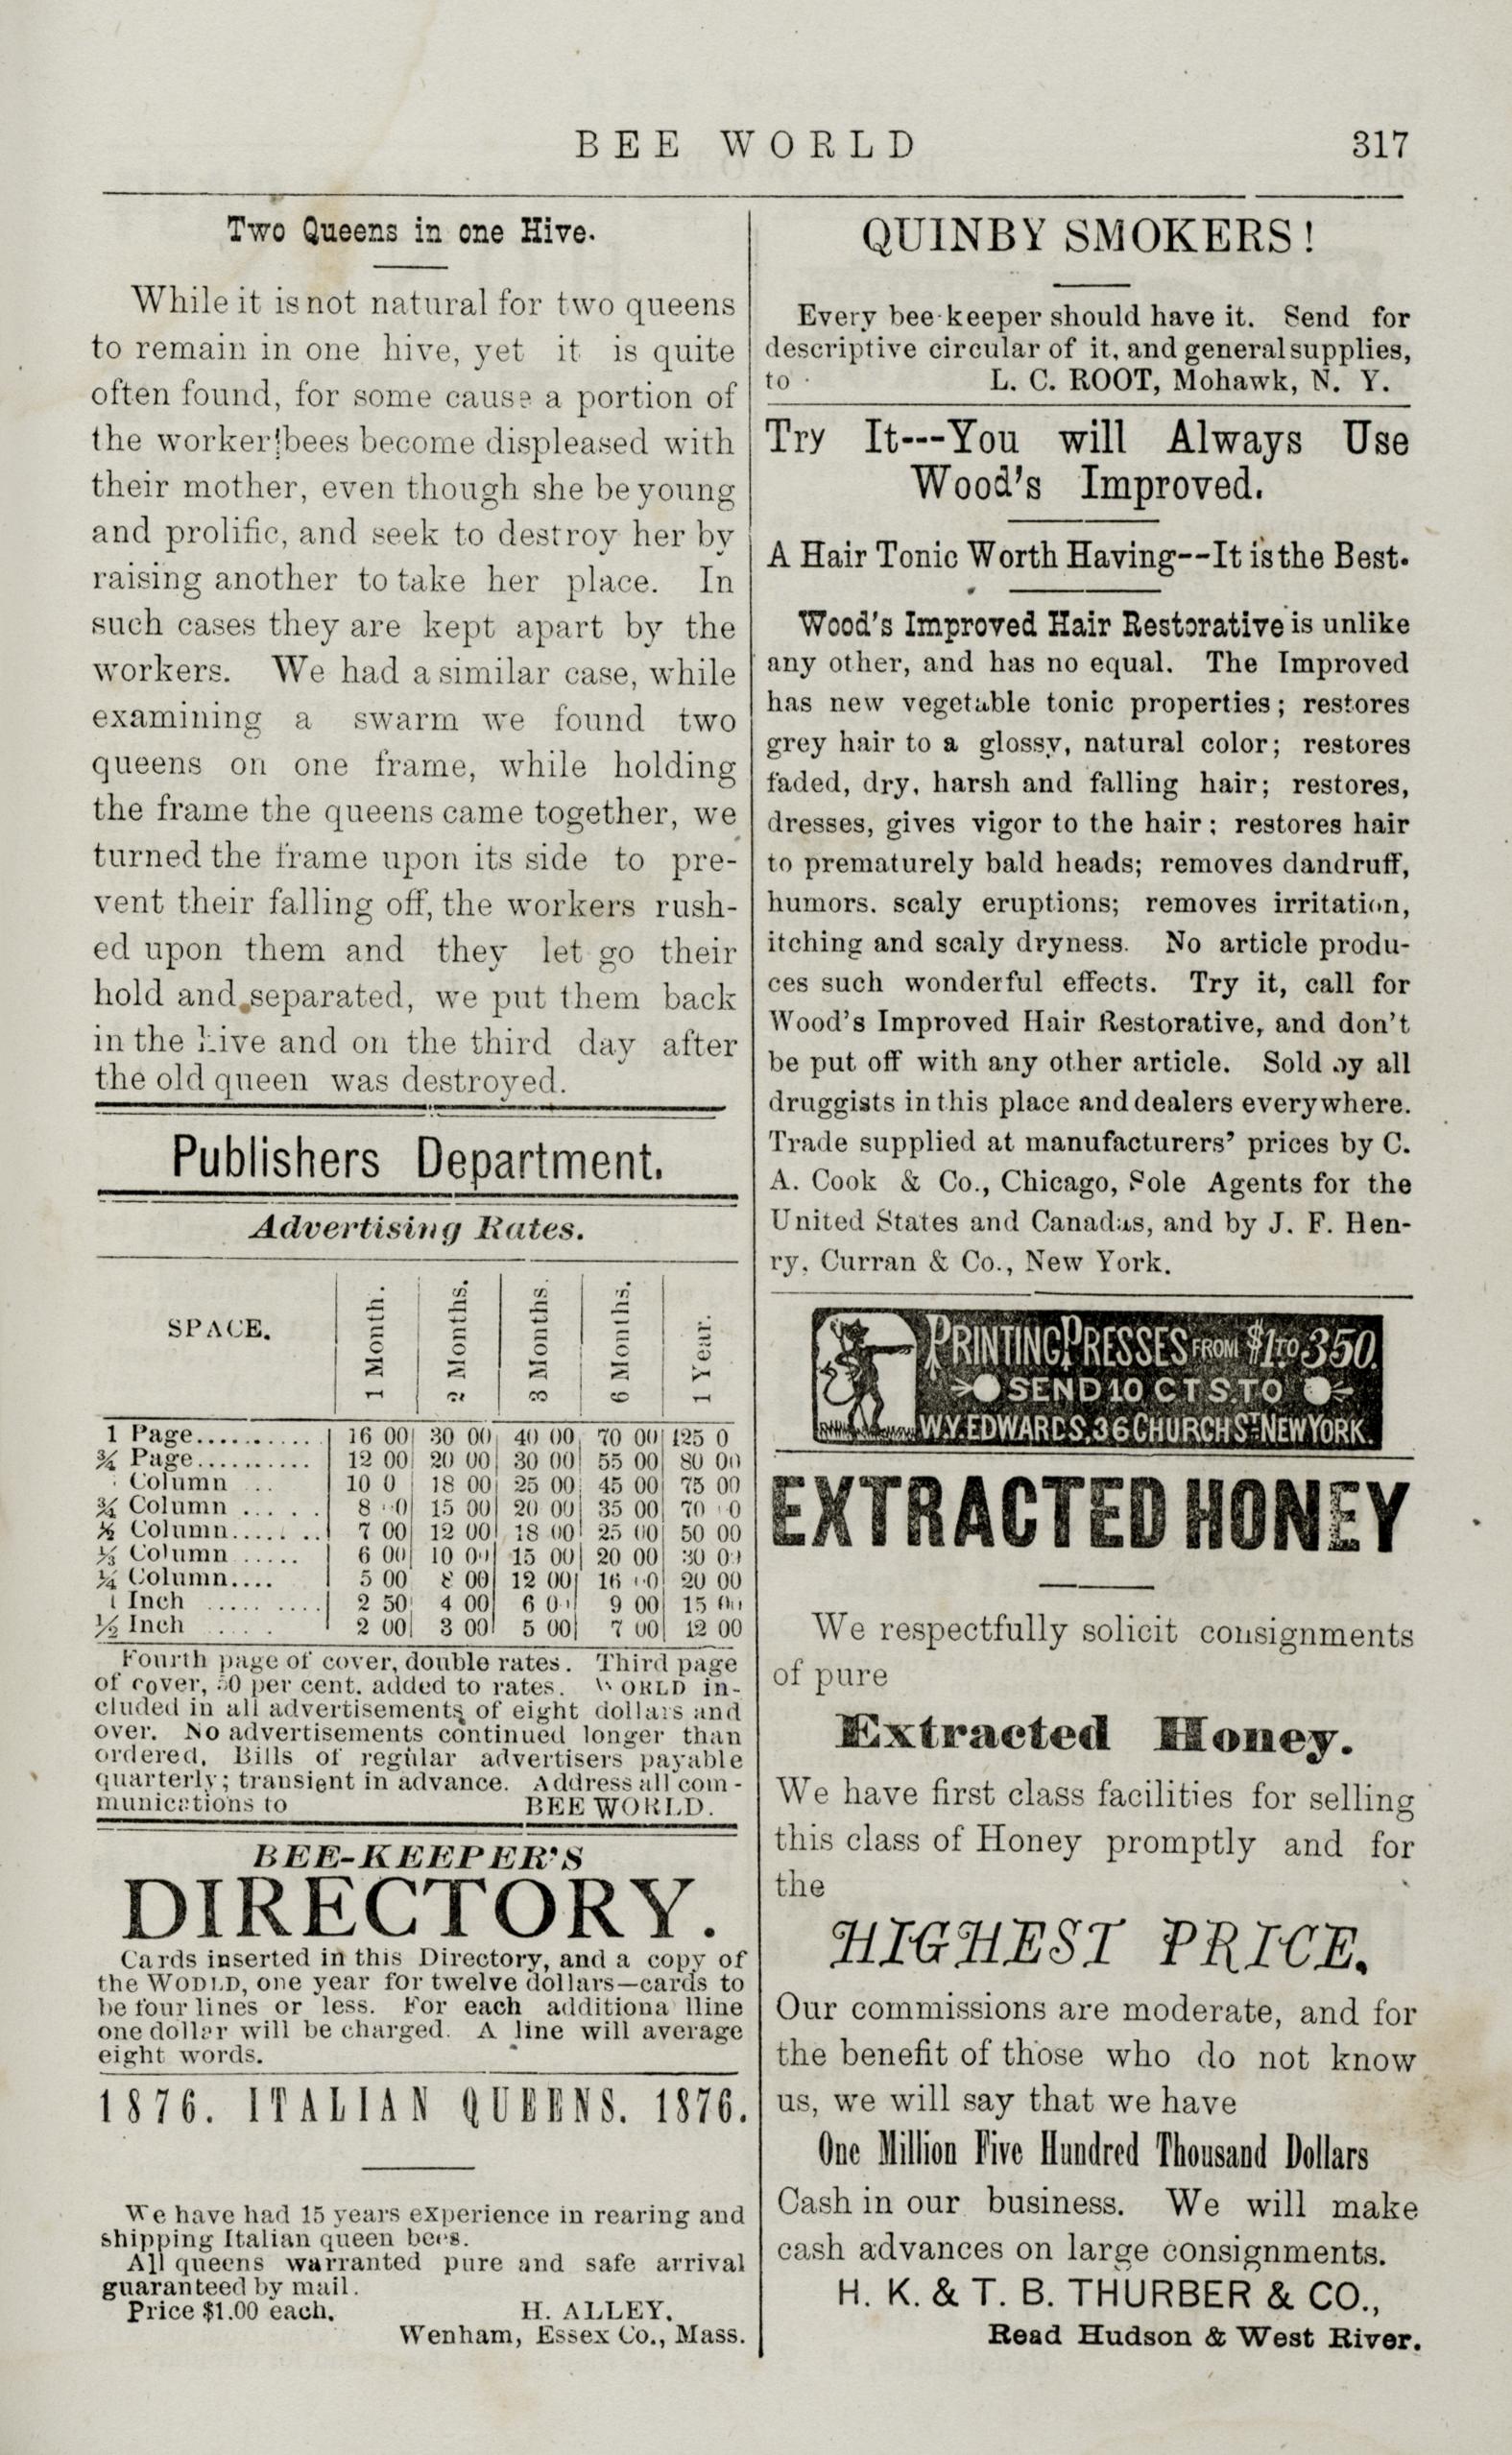 BEE WORLD
317
Two Queens in one Hive.
While it is not natural for two queens
to remain in one hive, yet it is quite
often found, for some cause a portion of
the worker bees become displeased with
their mother, even though she be young
and prolific, and seek to destroy her by
raising another to take her place. In
such cases they are kept apart by the
workers. We had a similar case, while
examining a swarm we found two
queens on one frame, while holding
the frame the queens came together, we
turned the frame upon its side to pre-
vent their falling off, the workers rush-
ed upon them and they let go their
hold and separated, we put them back
in the hive and on the third day after
the old queen was destroyed.
Publishers Department.
Advertising Rates.
SPACE. 1 Month. 2 Months. 3 Months. 6 Months. 1 Year.
1 Page........... 16 00 30 00 40 00 70 00 125 0
¾ Page.......... 12 00 20 00 30 00 55 00 80 00
Column ... 10 0 18 00 25 00 45 00 75 00
¾ Column ..... 8 0 15 00 20 00 35 00 70 0
½ Column....... 7 00 12 00 18 00 25 00 50 00
⅓ Column ..... 6 00 10 00 15 00 20 00 30 00
¼ Column.... 5 00 8 00 12 00 16 00 20 00
1 Inch ......... 2 50 4 00 6 0 9 00 15 00
½ Inch .... 2 00 3 00 5 00 7 00 12 00
Fourth page of cover, double rates. Third page
of cover, 50 per cent. added to rates. WORLD in-
cluded in all advertisements of eight dollars and
over. No advertisements continued longer than
ordered. Bills of regular advertisers payable
quarterly; transient in advance. Address all com-
munications to BEE WORLD.
BEE-KEEPER'S
DIRECTORY.
Cards inserted in this Directory, and a copy of
the WODLD, one year for twelve dollars—cards to
be four lines or less. For each additiona lline
one dollar will be charged. A line will average
eight words.
1876. ITALIAN QUEENS. 1876.
We have had 15 years experience in rearing and
shipping Italian queen bees.
All queens warranted pure and safe arrival
guaranteed by mail.
Price $1.00 each. H. ALLEY.
Wenham, Essex Co., Mass.
QUINBY SMOKERS!
Every bee-keeper should have it. Send for
descriptive circular of it, and general supplies,
to L. C. ROOT, Mohawk, N. Y.
Try It---You will Always Use
Wood's Improved.
A Hair Tonic Worth Having--It is the Best.
Wood's Improved Hair Restorative is unlike
any other, and has no equal. The Improved
has new vegetable tonic properties; restores
grey hair to a glossy, natural color; restores
faded, dry, harsh and falling hair; restores,
dresses, gives vigor to the hair; restores hair
to prematurely bald heads; removes dandruff,
humors. scaly eruptions; removes irritation,
itching and scaly dryness. No article produ-
ces such wonderful effects. Try it, call for
Wood's Improved Hair Restorative, and don't
be put off with any other article. Sold by all
druggists in this place and dealers everywhere.
Trade supplied at manufacturers' prices by C.
A. Cook & Co., Chicago, Sole Agents for the
United States and Canadas, and by J. F. Hen-
ry, Curran & Co., New York.
PRINTING PRESSES FROM $1 TO 350.
SEND 10 CTS TO
W.Y. EDWARDS, 36 CHURCH ST NEW YORK.
EXTRACTED HONEY
We respectfully solicit consignments
of pure
Extracted Honey.
We have first class facilities for selling
this class of Honey promptly and for
the
HIGHEST PRICE.
Our commissions are moderate, and for
the benefit of those who do not know
us, we will say that we have
One Million Five Hundred Thousand Dollars
Cash in our business. We will make
cash advances on large consignments.
H. K. & T. B. THURBER & CO.,
Read Hudson & West River.